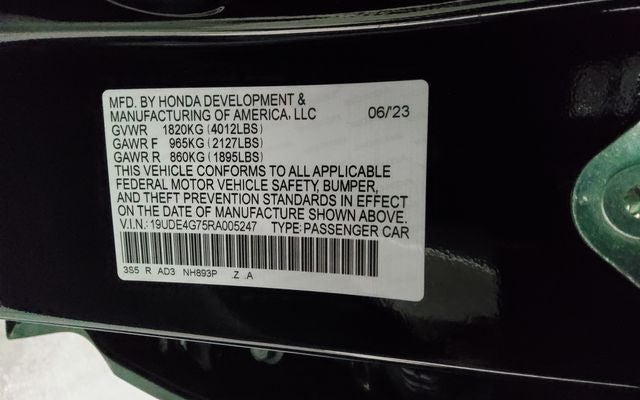 MFD. BY HONDA DEVELOPMENT &
MANUFACTURING OF AMERICA, LLC 06/'23
GVWR 1820KG (4012LBS)
GAWR F 965KG (2127LBS)
GAWR R 860KG (1895LBS)
THIS VEHICLE CONFORMS TO ALL APPLICABLE
FEDERAL MOTOR VEHICLE SAFETY, BUMPER,
AND THEFT PREVENTION STANDARDS IN EFFECT
ON THE DATE OF MANUFACTURE SHOWN ABOVE.
V.I.N.: 19UDE4G75RA005247 TYPE: PASSENGER CAR
3S5 R AD3 NH893P .Z .A